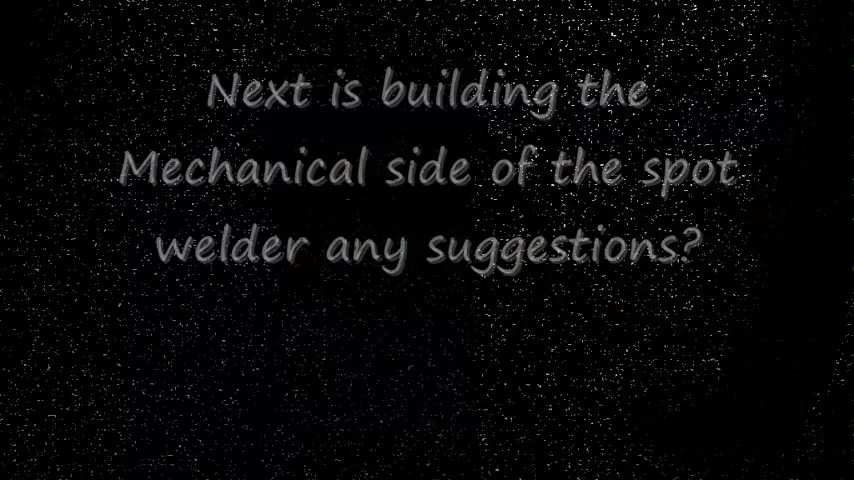 Next is building the
Mechanical side of the spot
welder any suggestions?